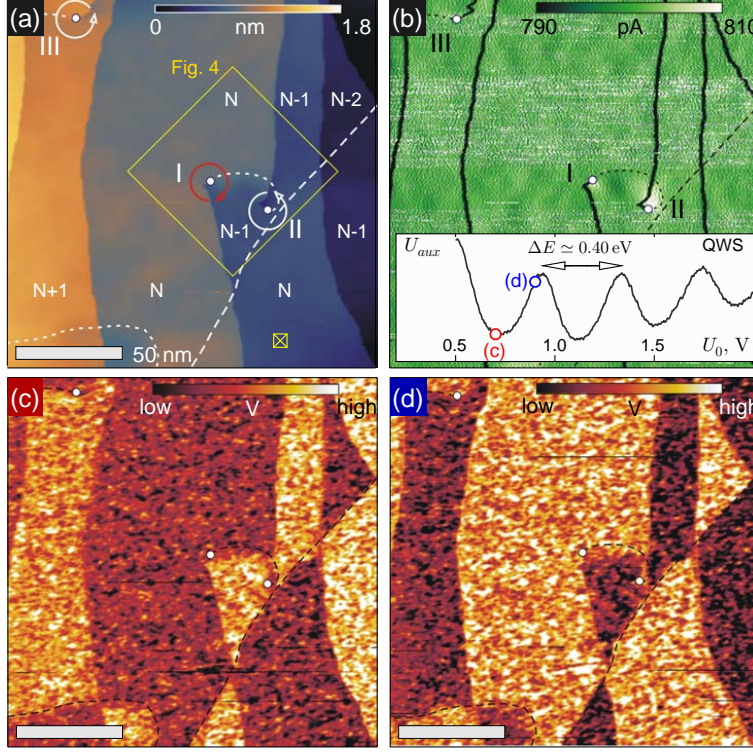 (a)
0 nm 1.8
III
Fig. 4
N N-1 N-2
I
II
N-1 N-1
N+1 N N
50 nm
(b)
790 pA 810
III
I
II
U_aux ΔE ≃ 0.40 eV QWS
(d)
(c)
0.5 1.0 1.5 U_0, V
(c)
low V high
(d)
low V high